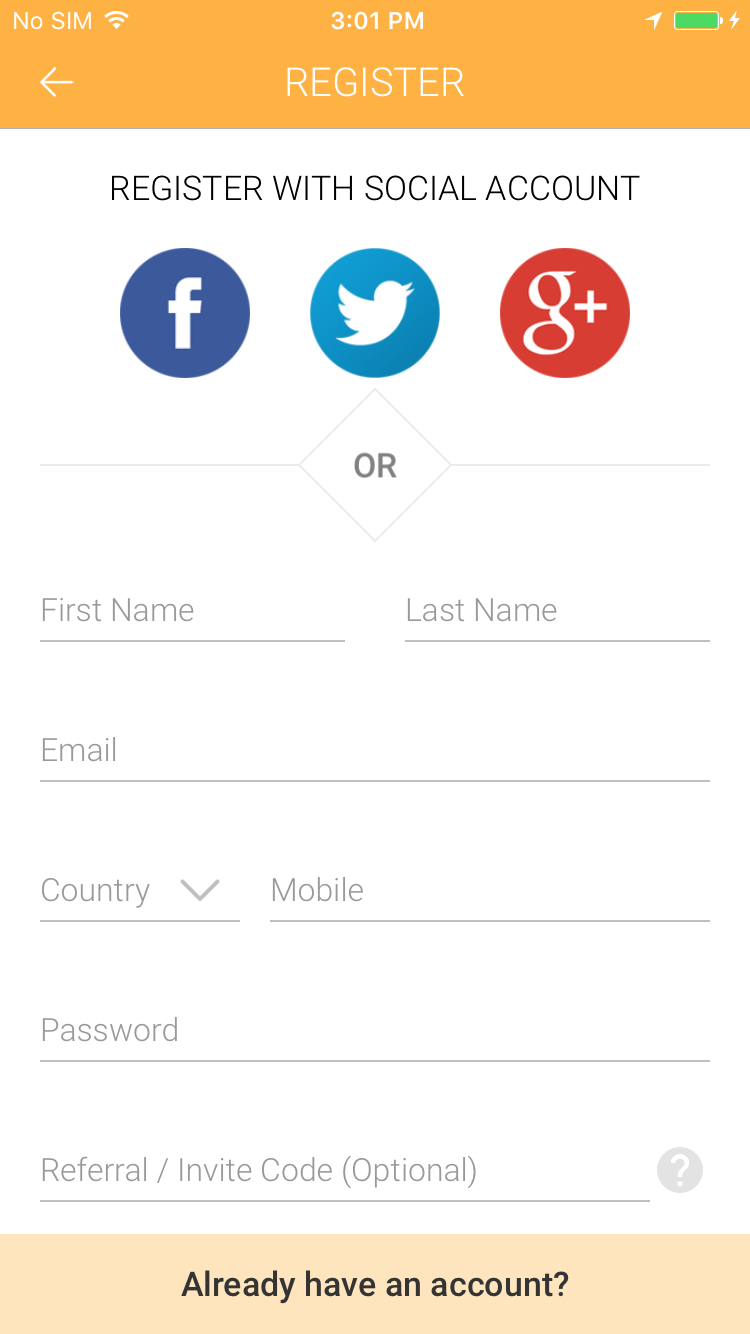 No SIM 3:01 PM
REGISTER
REGISTER WITH SOCIAL ACCOUNT
f g+
OR
First Name Last Name
Email
Country Mobile
Password
Referral / Invite Code (Optional) ?
Already have an account?